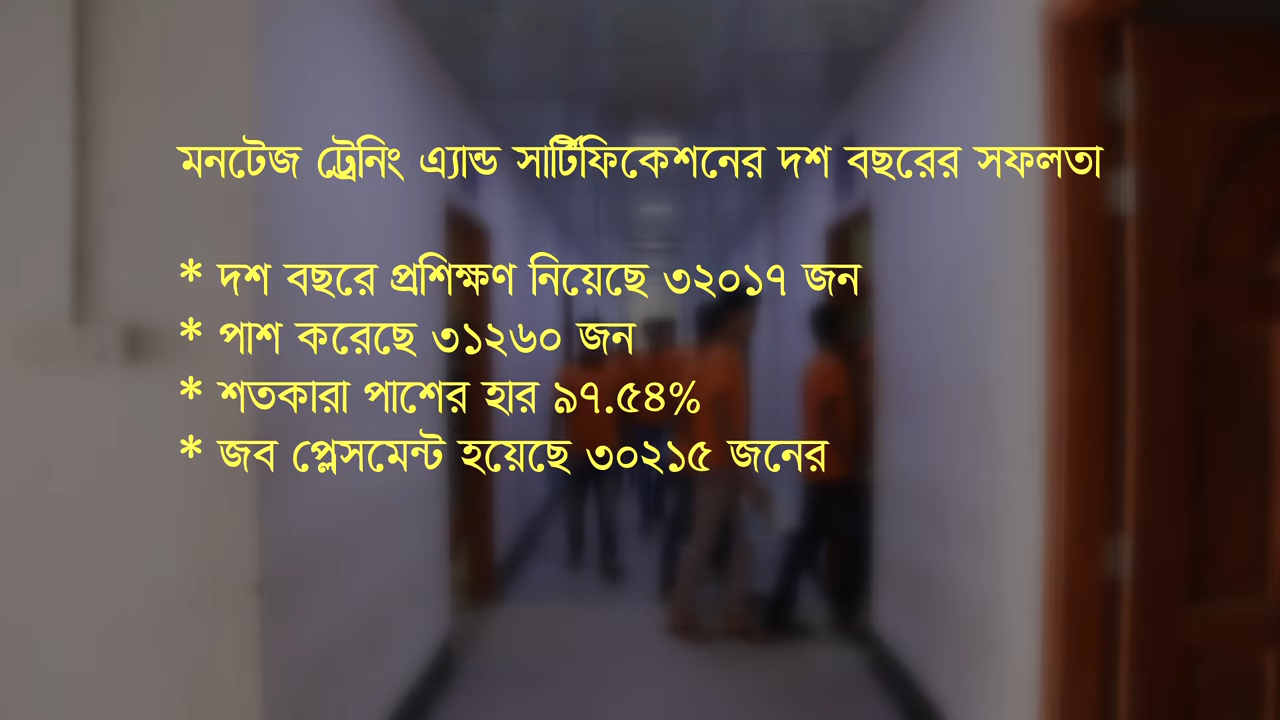 মনটেজ ট্রেনিং এ্যান্ড সার্টিফিকেশনের দশ বছরের সফলতা
* দশ বছরে প্রশিক্ষণ নিয়েছে ৩২০১৭ জন
* পাশ করেছে ৩১২৬০ জন
* শতকারা পাশের হার ৯৭.৫৪%
* জব প্লেসমেন্ট হয়েছে ৩০২১৫ জনের